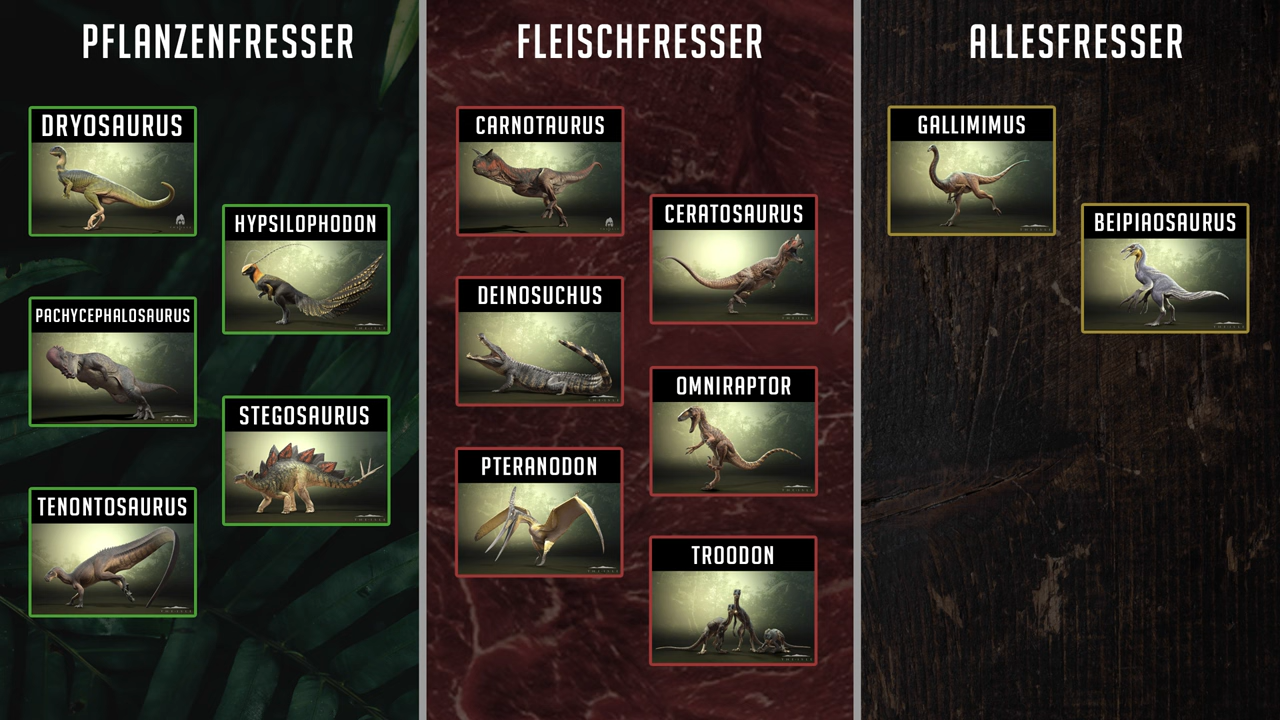 PFLANZENFRESSER
DRYOSAURUS
HYPSILOPHODON
PACHYCEPHALOSAURUS
STEGOSAURUS
TENONTOSAURUS
FLEISCHFRESSER
CARNOTAURUS
CERATOSAURUS
DEINOSUCHUS
OMNIRAPTOR
PTERANODON
TROODON
ALLESFRESSER
GALLIMIMUS
BEIPIAOSAURUS